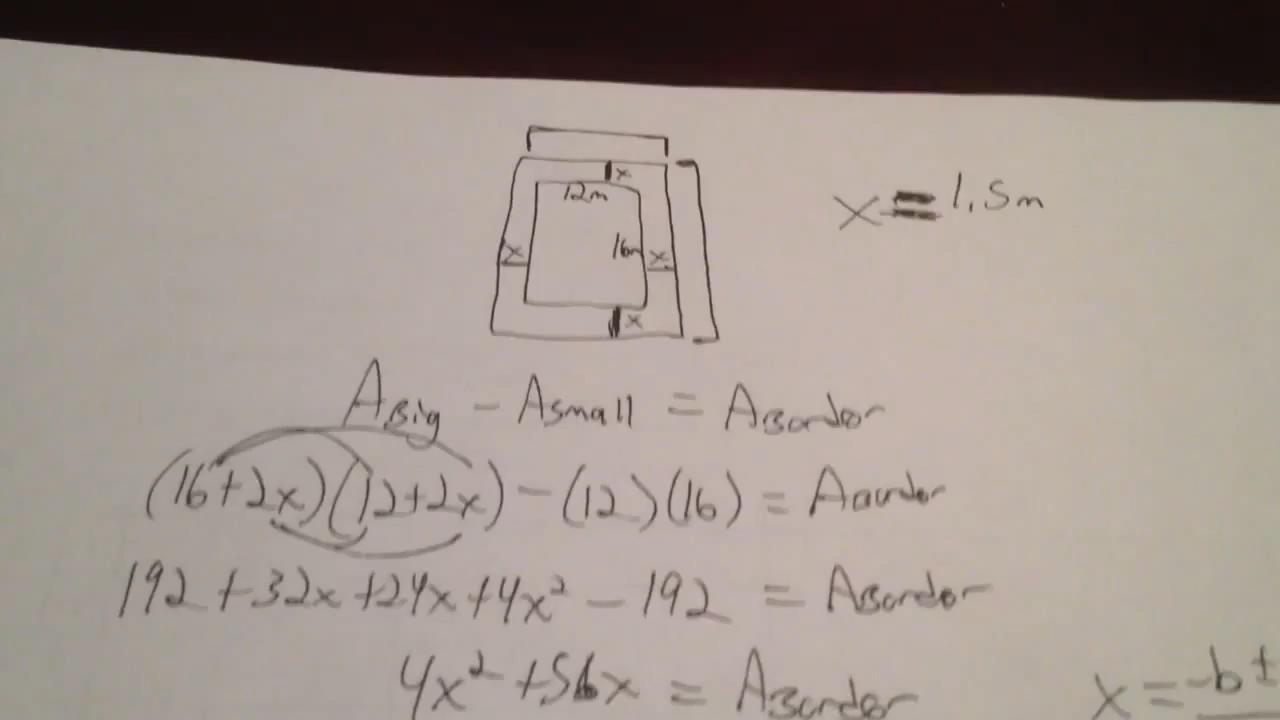 x
12m
x
16m
x
x
x = 1.5m
ABig - Asmall = ABorder
(16+2x)(12+2x) - (12)(16) = ABorder
192 + 32x + 24x + 4x² - 192 = ABorder
4x² + 56x = ABorder
x = -b ±